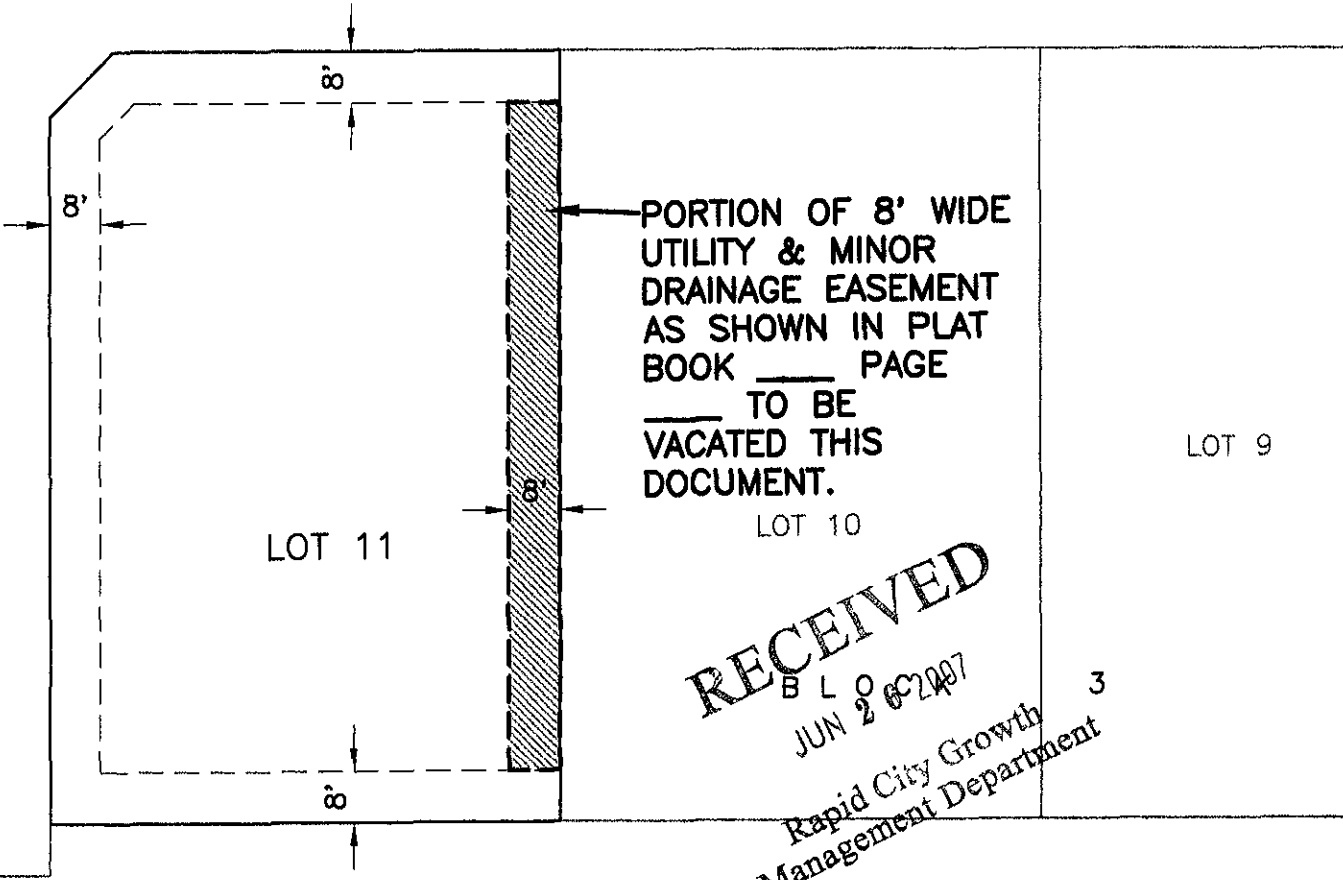 8'
8'
PORTION OF 8' WIDE
UTILITY & MINOR
DRAINAGE EASEMENT
AS SHOWN IN PLAT
BOOK ____ PAGE
____ TO BE
VACATED THIS
DOCUMENT.
LOT 9
8'
LOT 10
LOT 11
RECEIVED
BLOCK 3
JUN 26 2007
Rapid City Growth
Management Department
8'